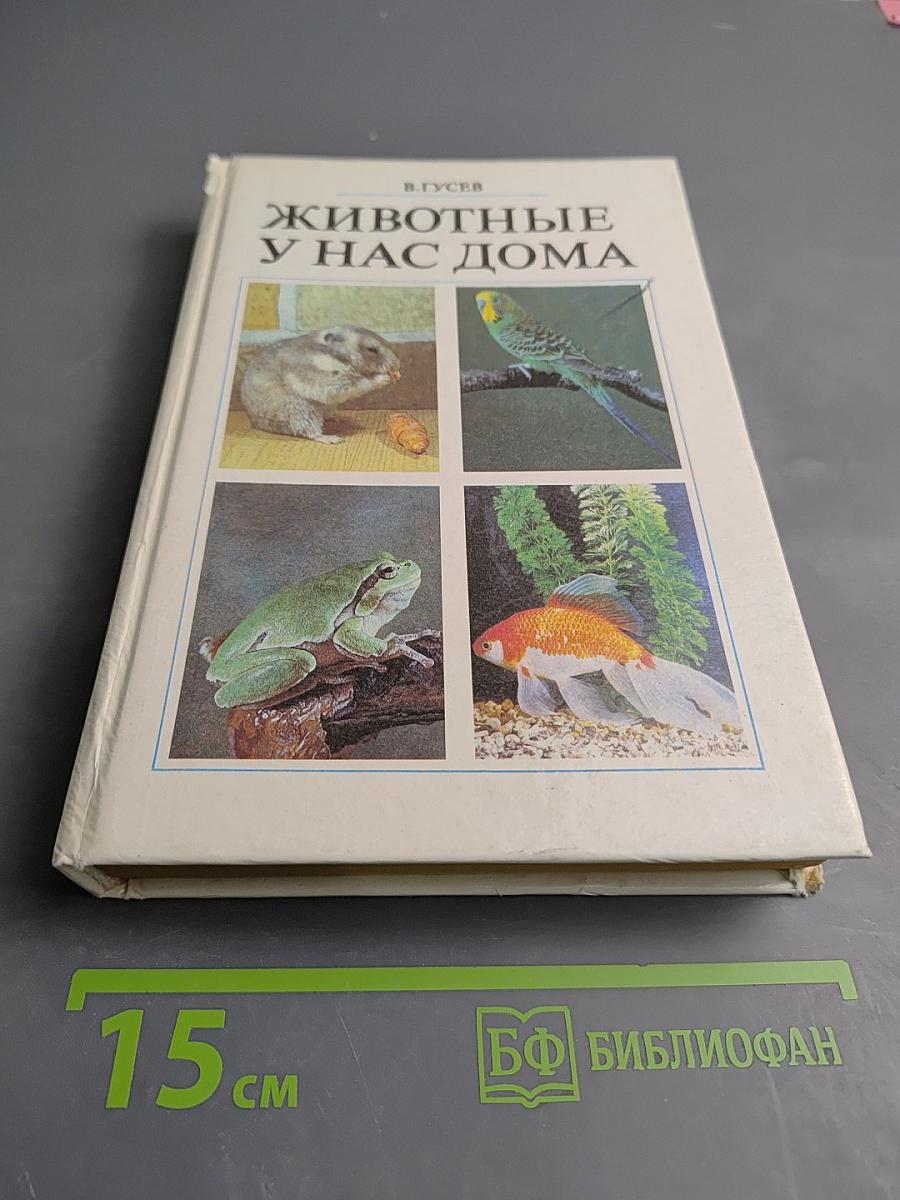 В.ГУСЕВ
ЖИВОТНЫЕ
У НАС ДОМА
15 см
БФ БИБЛИОФАН